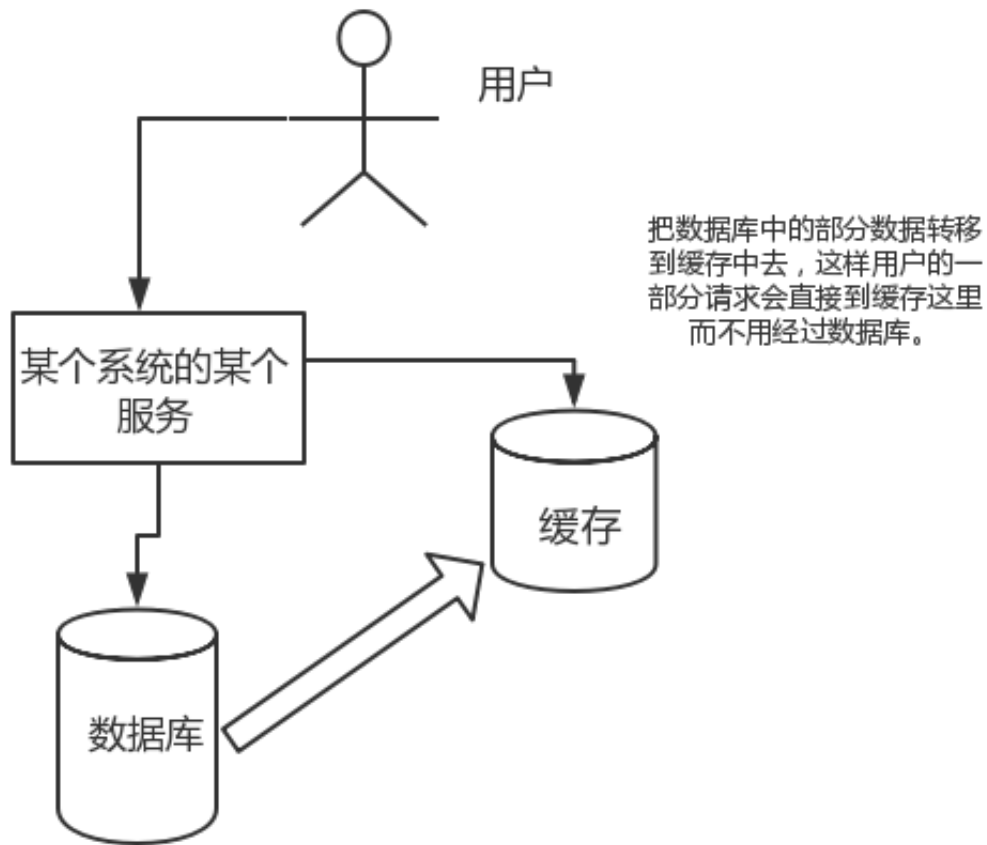 用户
把数据库中的部分数据转移
到缓存中去，这样用户的一
部分请求会直接到缓存这里
而不用经过数据库。
某个系统的某个
服务
缓存
数据库